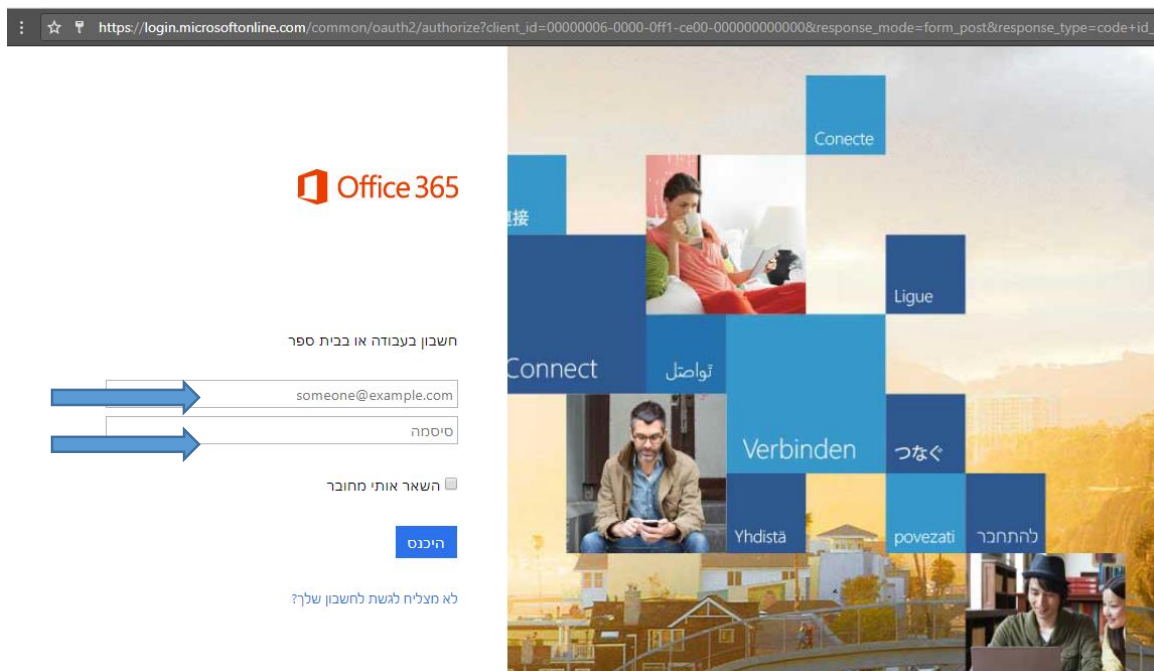 https://login.microsoftonline.com/common/oauth2/authorize?client_id=00000006-0000-0ff1-ce00-000000000000&response_mode=form_post&response_type=code+id_
Office 365
חשבון בעבודה או בבית ספר
someone@example.com
סיסמה
השאר אותי מחובר
היכנס
לא מצליח לגשת לחשבון שלך?
Conecte
接
Ligue
Connect
تواصل
Verbinden
つなぐ
Yhdistä
povezati
להתחבר